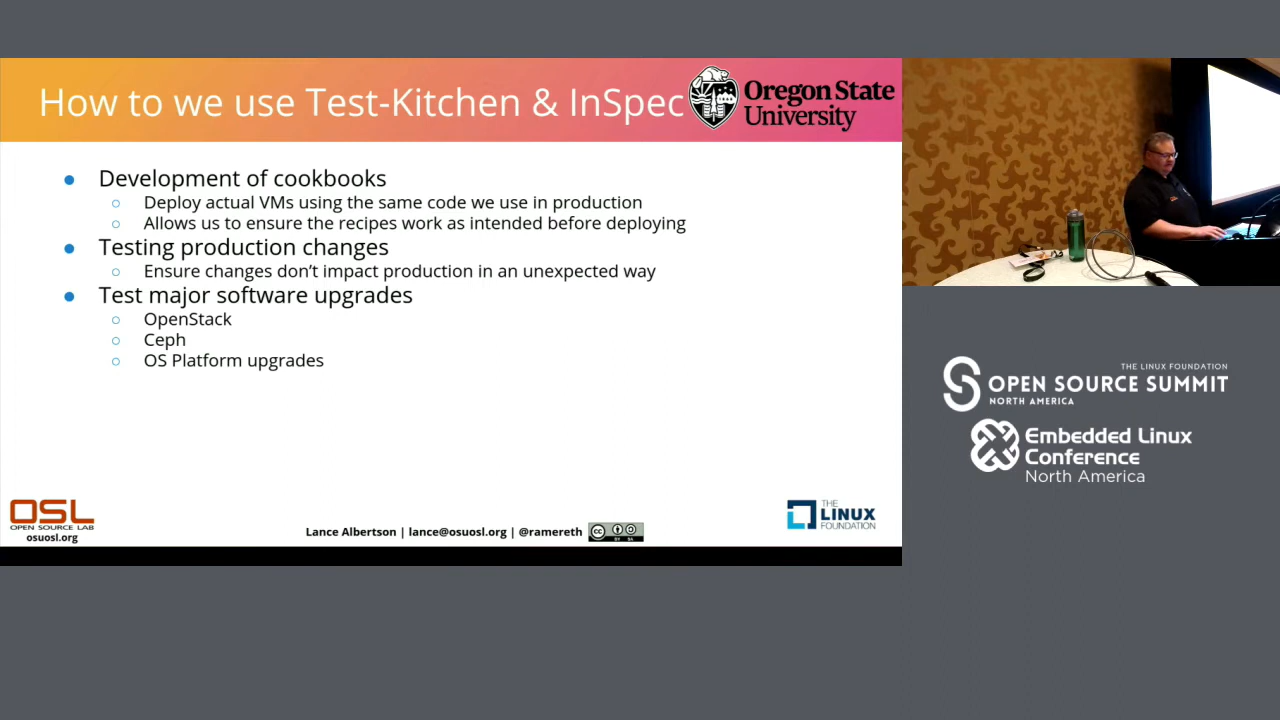 How to we use Test-Kitchen & InSpec
Oregon State
University
Development of cookbooks
Deploy actual VMs using the same code we use in production
Allows us to ensure the recipes work as intended before deploying
Testing production changes
Ensure changes don't impact production in an unexpected way
Test major software upgrades
OpenStack
Ceph
OS Platform upgrades
OSL
OPEN SOURCE LAB
osuosl.org
Lance Albertson | lance@osuosl.org | @ramereth
CC BY SA
THE
LINUX
FOUNDATION
THE LINUX FOUNDATION
OPEN SOURCE SUMMIT
NORTH AMERICA
Embedded Linux
Conference
North America